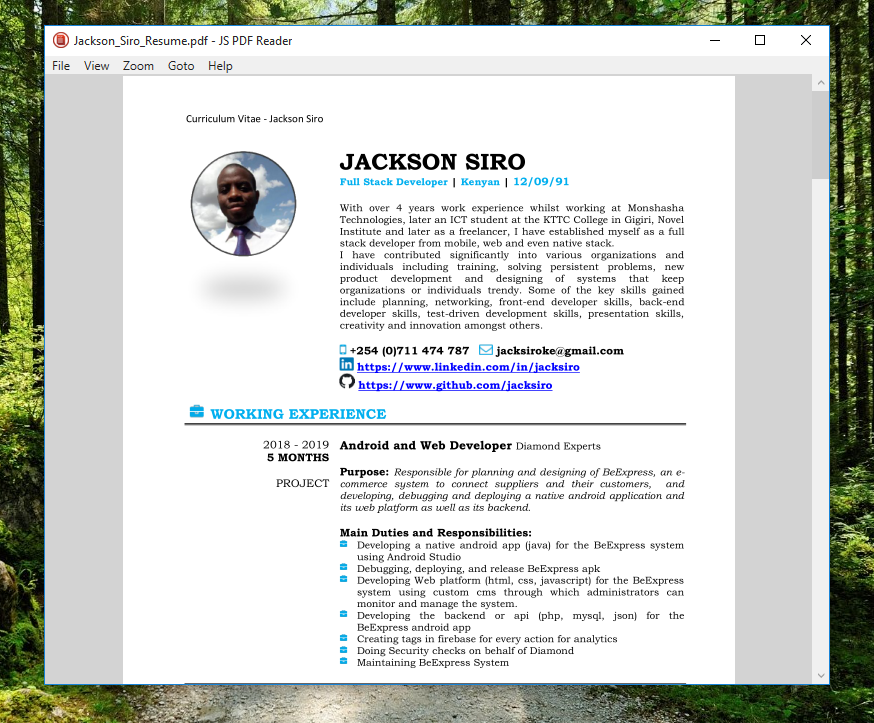 Jackson_Siro_Resume.pdf - JS PDF Reader
File View Zoom Goto Help
Curriculum Vitae - Jackson Siro
JACKSON SIRO
Full Stack Developer | Kenyan | 12/09/91
With over 4 years work experience whilst working at Monshasha
Technologies, later an ICT student at the KTTC College in Gigiri, Novel
Institute and later as a freelancer, I have established myself as a full
stack developer from mobile, web and even native stack.
I have contributed significantly into various organizations and
individuals including training, solving persistent problems, new
product development and designing of systems that keep
organizations or individuals trendy. Some of the key skills gained
include planning, networking, front-end developer skills, back-end
developer skills, test-driven development skills, presentation skills,
creativity and innovation amongst others.
+254 (0)711 474 787 jacksiroke@gmail.com
https://www.linkedin.com/in/jacksiro
https://www.github.com/jacksiro
WORKING EXPERIENCE
2018 - 2019
5 MONTHS
PROJECT
Android and Web Developer Diamond Experts
Purpose: Responsible for planning and designing of BeExpress, an e-
commerce system to connect suppliers and their customers, and
developing, debugging and deploying a native android application and
its web platform as well as its backend.
Main Duties and Responsibilities:
Developing a native android app (java) for the BeExpress system
using Android Studio
Debugging, deploying, and release BeExpress apk
Developing Web platform (html, css, javascript) for the BeExpress
system using custom cms through which administrators can
monitor and manage the system.
Developing the backend or api (php, mysql, json) for the
BeExpress android app
Creating tags in firebase for every action for analytics
Doing Security checks on behalf of Diamond
Maintaining BeExpress System